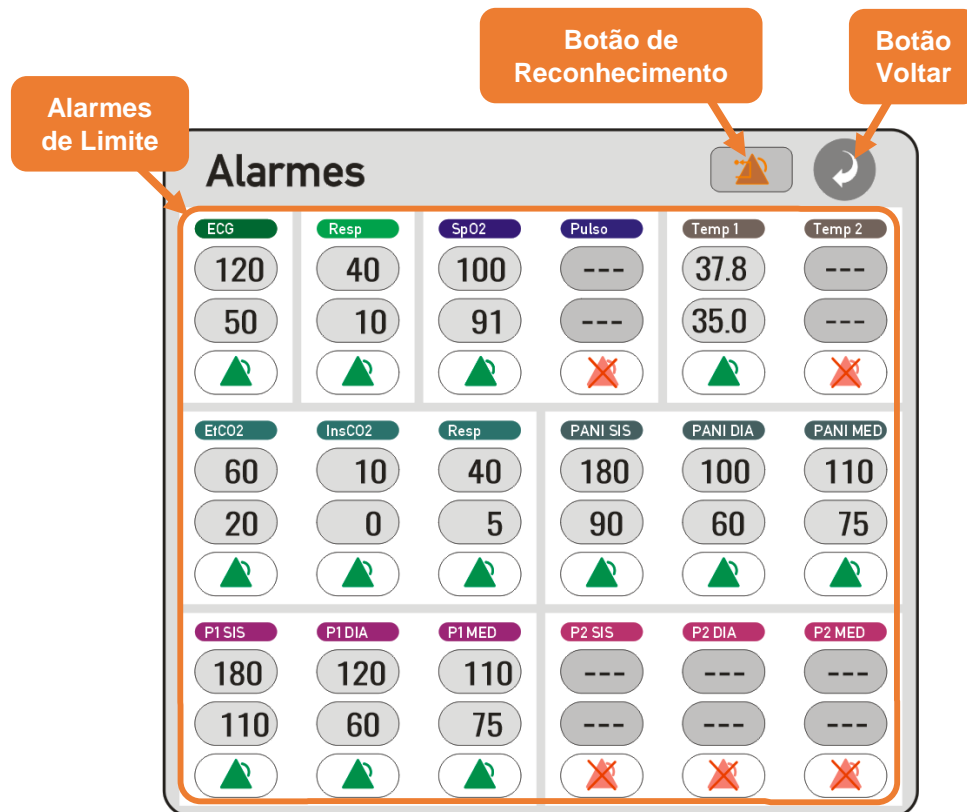 Botão de
Reconhecimento
Botão
Voltar
Alarmes
de Limite
Alarmes
ECG Resp SpO2 Pulso Temp 1 Temp 2
120 40 100 --- 37.8 ---
50 10 91 --- 35.0 ---
EtCO2 InsCO2 Resp PANI SIS PANI DIA PANI MED
60 10 40 180 100 110
20 0 5 90 60 75
P1 SIS P1 DIA P1 MED P2 SIS P2 DIA P2 MED
180 120 110 --- --- ---
110 60 75 --- --- ---